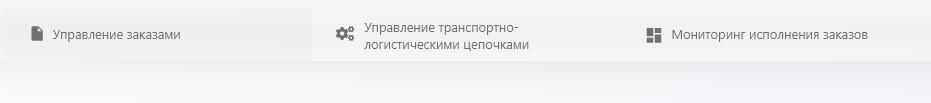 Управление заказами
Управление транспортно-
логистическими цепочками
Мониторинг исполнения заказов